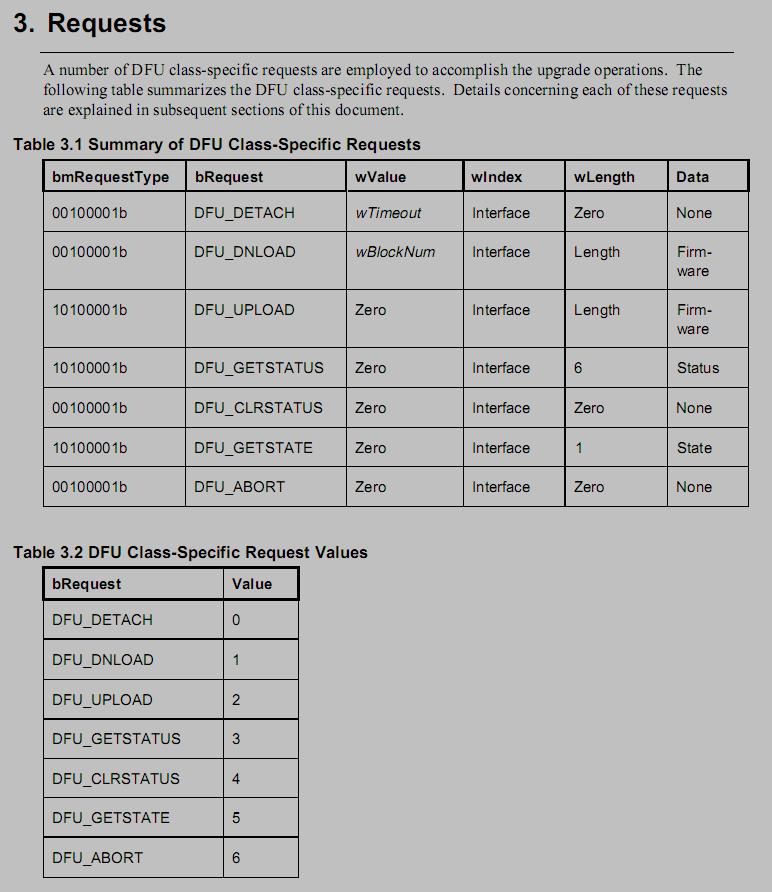 3. Requests
A number of DFU class-specific requests are employed to accomplish the upgrade operations. The
following table summarizes the DFU class-specific requests. Details concerning each of these requests
are explained in subsequent sections of this document.
Table 3.1 Summary of DFU Class-Specific Requests
bmRequestType bRequest wValue wIndex wLength Data
00100001b DFU_DETACH wTimeout Interface Zero None
00100001b DFU_DNLOAD wBlockNum Interface Length Firm-
ware
10100001b DFU_UPLOAD Zero Interface Length Firm-
ware
10100001b DFU_GETSTATUS Zero Interface 6 Status
00100001b DFU_CLRSTATUS Zero Interface Zero None
10100001b DFU_GETSTATE Zero Interface 1 State
00100001b DFU_ABORT Zero Interface Zero None
Table 3.2 DFU Class-Specific Request Values
bRequest Value
DFU_DETACH 0
DFU_DNLOAD 1
DFU_UPLOAD 2
DFU_GETSTATUS 3
DFU_CLRSTATUS 4
DFU_GETSTATE 5
DFU_ABORT 6